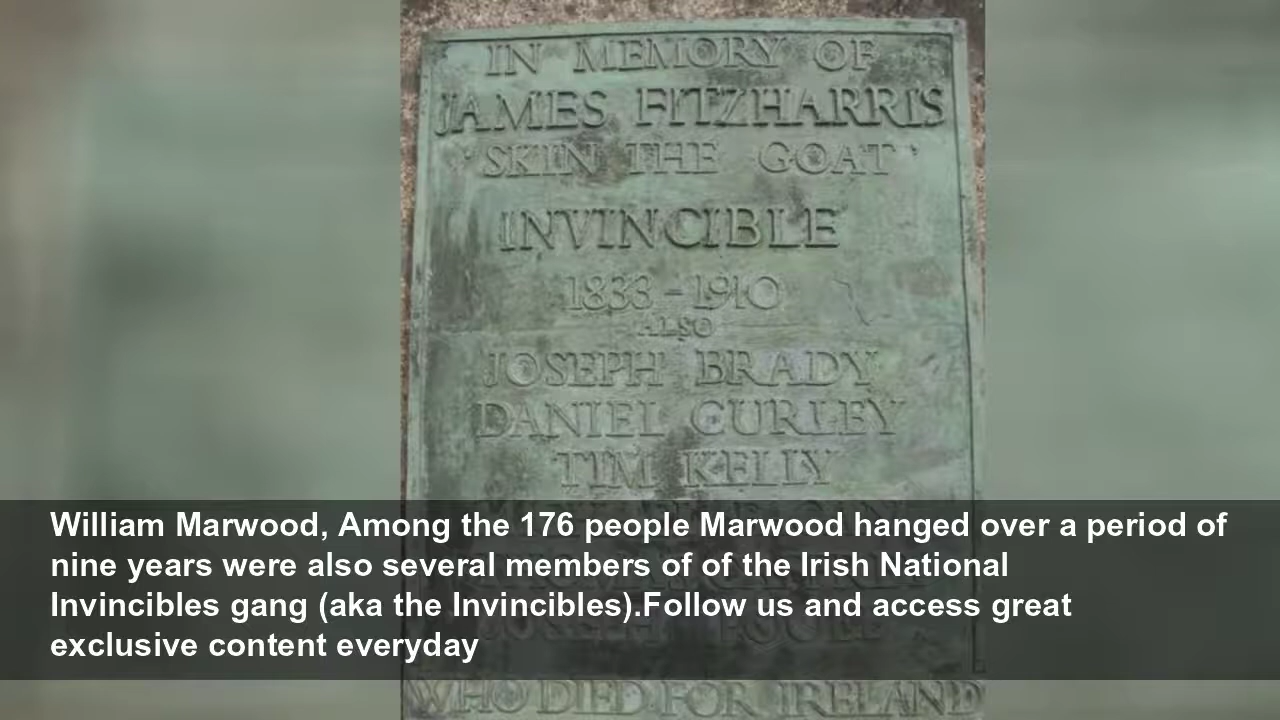 IN MEMORY OF
JAMES FITZHARRIS
'SKIN THE GOAT'
INVINCIBLE
1833-1910
ALSO
JOSEPH BRADY
DANIEL CURLEY
TIM KELLY
William Marwood, Among the 176 people Marwood hanged over a period of
nine years were also several members of of the Irish National
Invincibles gang (aka the Invincibles).Follow us and access great
exclusive content everyday
JOSEPH POOLE
WHO DIED FOR IRELAND